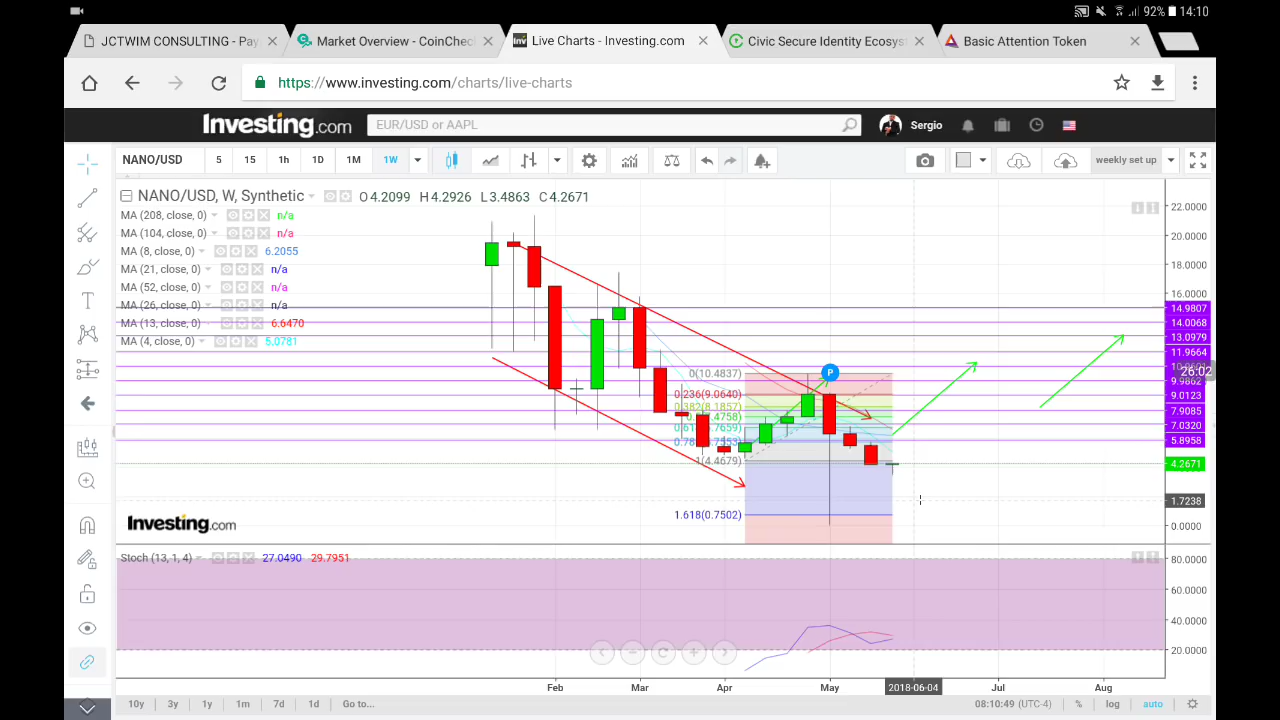 92% 14:10
JCTWIM CONSULTING - Pay
Market Overview - CoinChec
Live Charts - Investing.com
Civic Secure Identity Ecosys
Basic Attention Token
https://www.investing.com/charts/live-charts
Investing.com
EUR/USD or AAPL
Sergio
NANO/USD 5 15 1h 1D 1M 1W
weekly set up
NANO/USD, W, Synthetic O4.2099 H4.2926 L3.4863 C4.2671
MA (208, close, 0) n/a
MA (104, close, 0) n/a
MA (8, close, 0) 6.2055
MA (21, close, 0) n/a
MA (52, close, 0) n/a
MA (26, close, 0) n/a
MA (13, close, 0) 6.6470
MA (4, close, 0) 5.0781
22.0000
20.0000
18.0000
16.0000
14.9807
14.0068
13.0979
11.9664
26:02
9.0123
7.9085
7.0320
5.8958
4.2671
1.7238
0.0000
P
0(10.4837)
0.236(9.0640)
0.382(8.1857)
1(4.4679)
1.618(0.7502)
Investing.com
Stoch (13, 1, 4) 27.0490 29.7951
80.0000
60.0000
40.0000
20.0000
Feb Mar Apr May 2018-06-04 Jul Aug
10y 3y 1y 1m 7d 1d Go to...
08:10:49 (UTC-4) % log auto